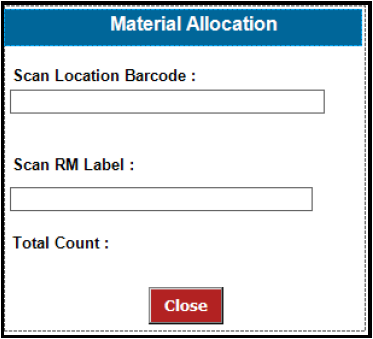 Material Allocation
Scan Location Barcode :
Scan RM Label :
Total Count :
Close